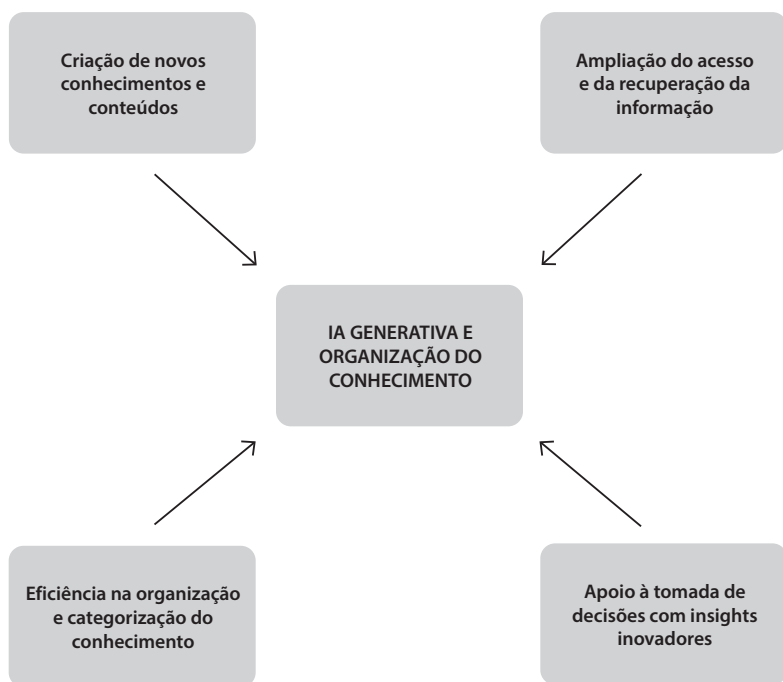 Criação de novos
conhecimentos e
conteúdos
Ampliação do acesso
e da recuperação da
informação
IA GENERATIVA E
ORGANIZAÇÃO DO
CONHECIMENTO
Eficiência na organização
e categorização do
conhecimento
Apoio à tomada de
decisões com insights
inovadores